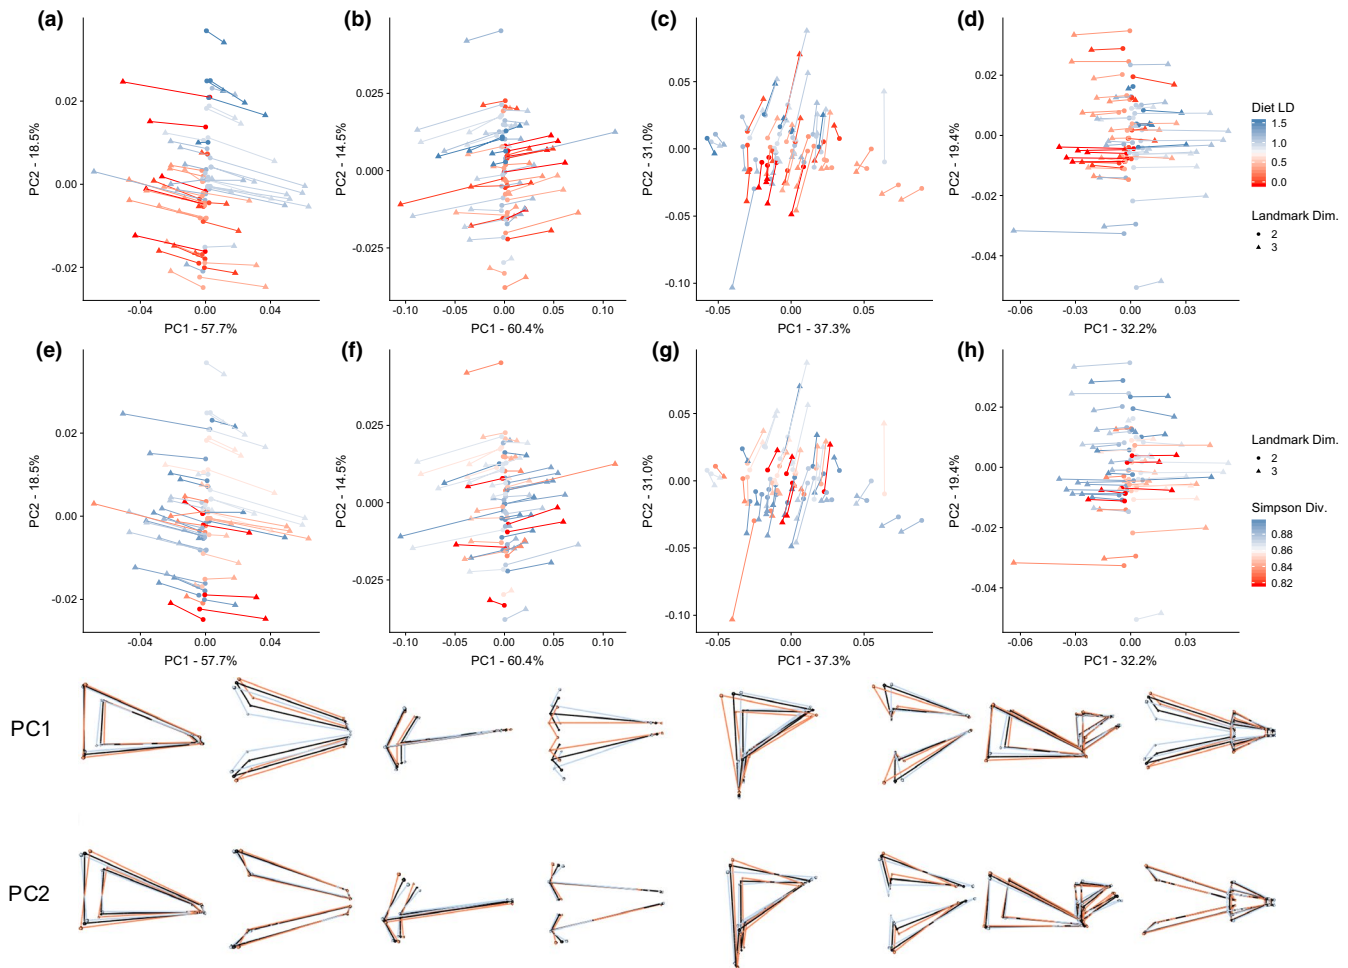 (a) (b) (c) (d)
PC2 - 18.5%
0.02
0.00
-0.02
-0.04 0.00 0.04
PC1 - 57.7%
PC2 - 14.5%
0.025
0.000
-0.025
-0.10 -0.05 0.00 0.05 0.10
PC1 - 60.4%
PC2 - 31.0%
0.05
0.00
-0.05
-0.10
-0.05 0.00 0.05
PC1 - 37.3%
PC2 - 19.4%
0.02
0.00
-0.02
-0.04
-0.06 -0.03 0.00 0.03
PC1 - 32.2%
Diet LD
1.5
1.0
0.5
0.0
Landmark Dim.
2
3
(e) (f) (g) (h)
PC2 - 18.5%
0.02
0.00
-0.02
-0.04 0.00 0.04
PC1 - 57.7%
PC2 - 14.5%
0.025
0.000
-0.025
-0.10 -0.05 0.00 0.05 0.10
PC1 - 60.4%
PC2 - 31.0%
0.05
0.00
-0.05
-0.10
-0.05 0.00 0.05
PC1 - 37.3%
PC2 - 19.4%
0.02
0.00
-0.02
-0.04
-0.06 -0.03 0.00 0.03
PC1 - 32.2%
Landmark Dim.
2
3
Simpson Div.
0.88
0.86
0.84
0.82
PC1
PC2